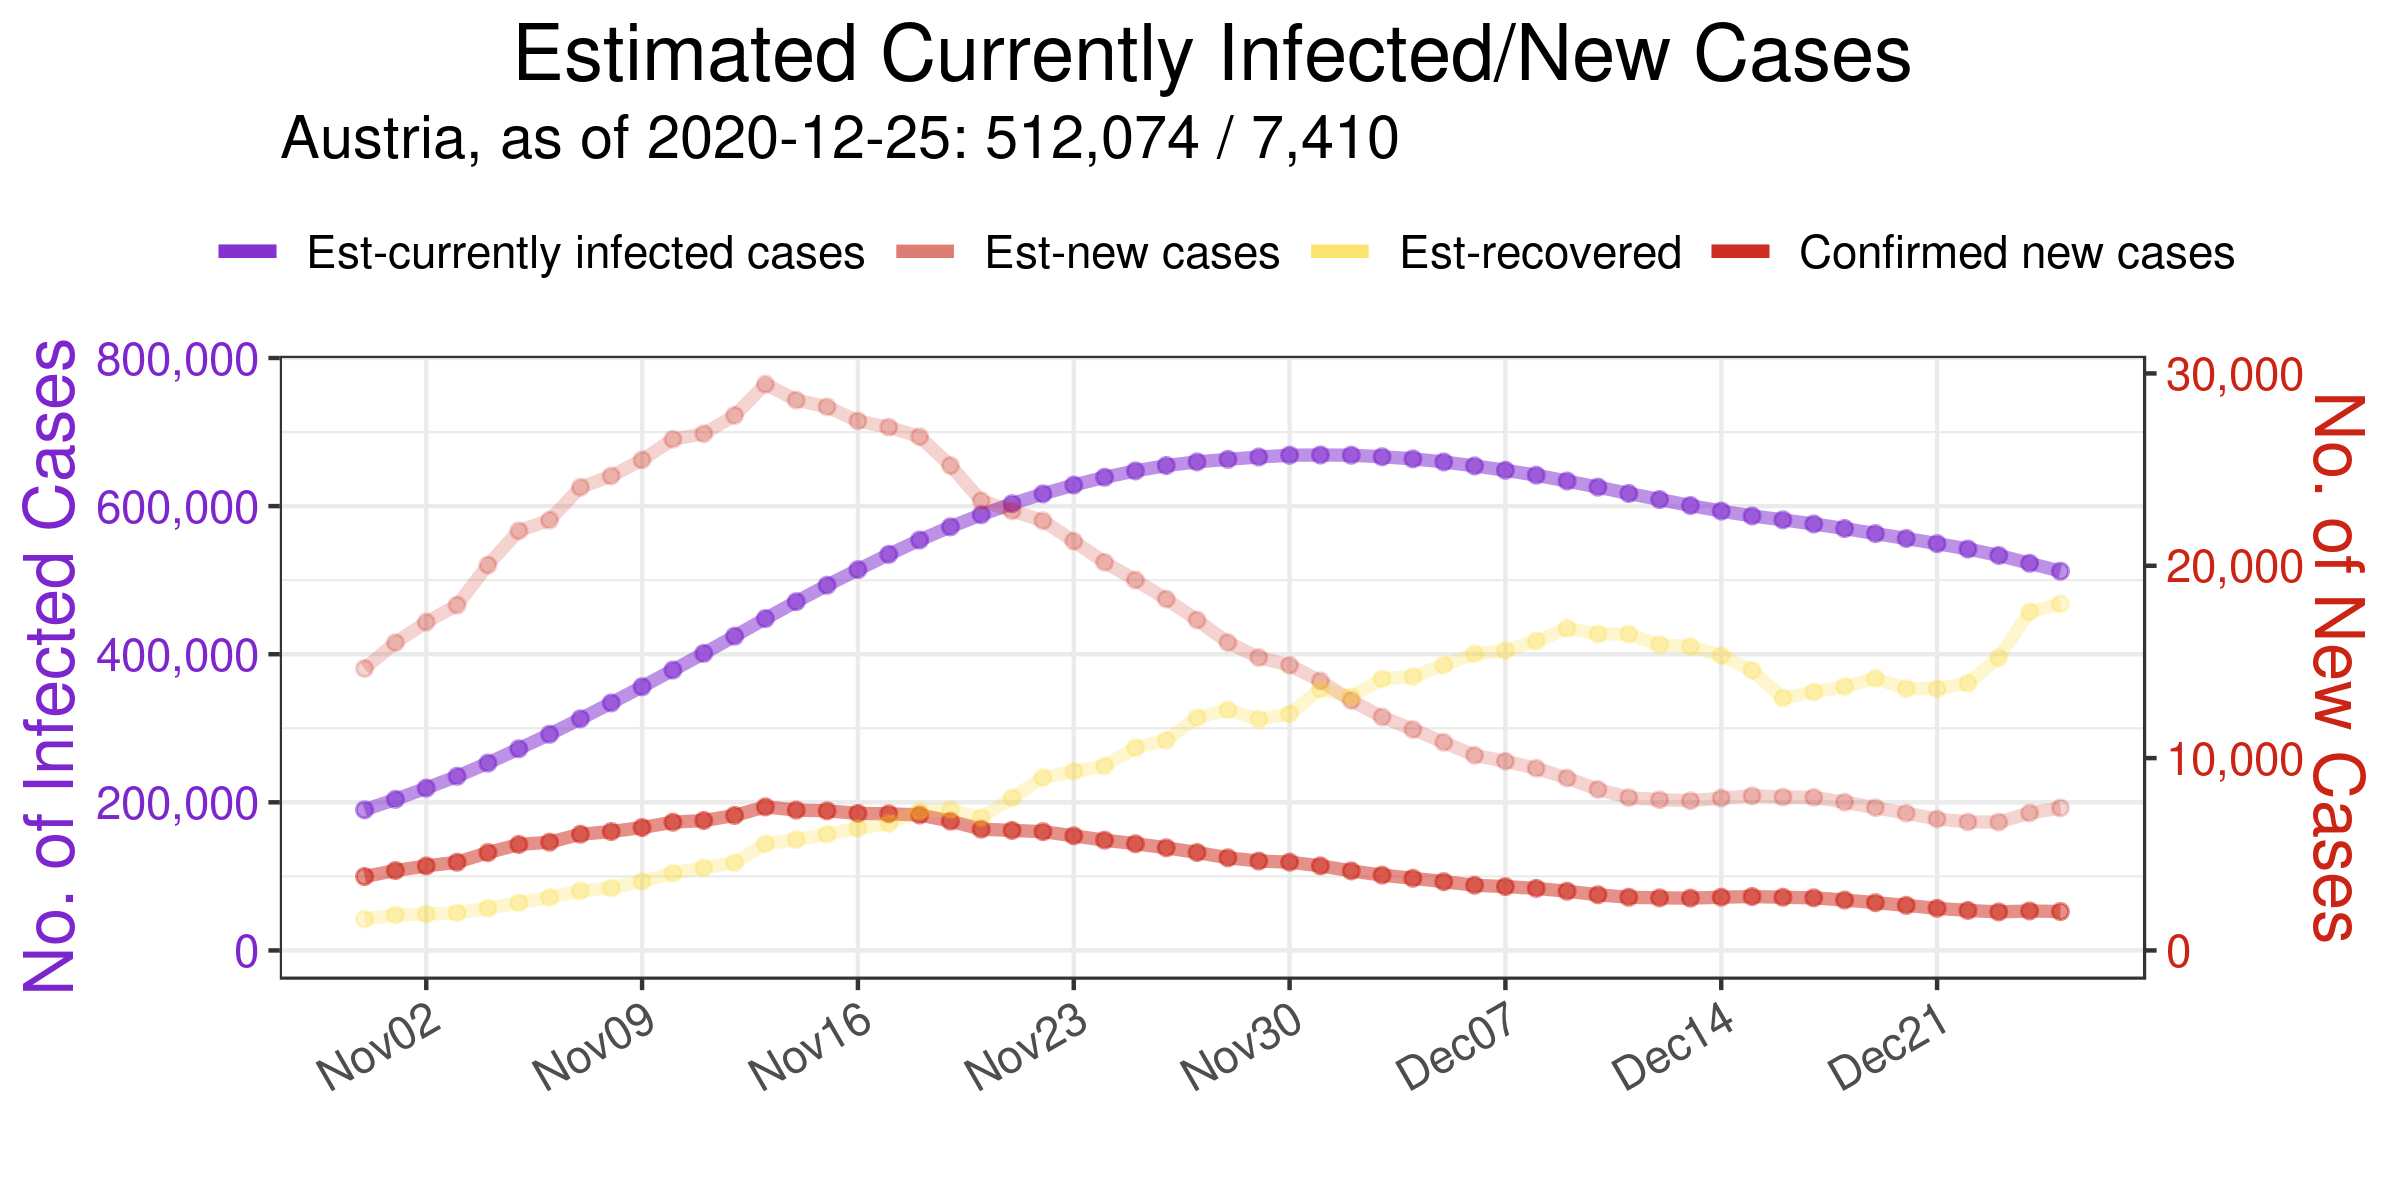 Estimated Currently Infected/New Cases
Austria, as of 2020-12-25: 512,074 / 7,410
Est-currently infected cases Est-new cases Est-recovered Confirmed new cases
No. of Infected Cases
800,000
600,000
400,000
200,000
0
30,000
20,000
10,000
0
No. of New Cases
Nov02 Nov09 Nov16 Nov23 Nov30 Dec07 Dec14 Dec21